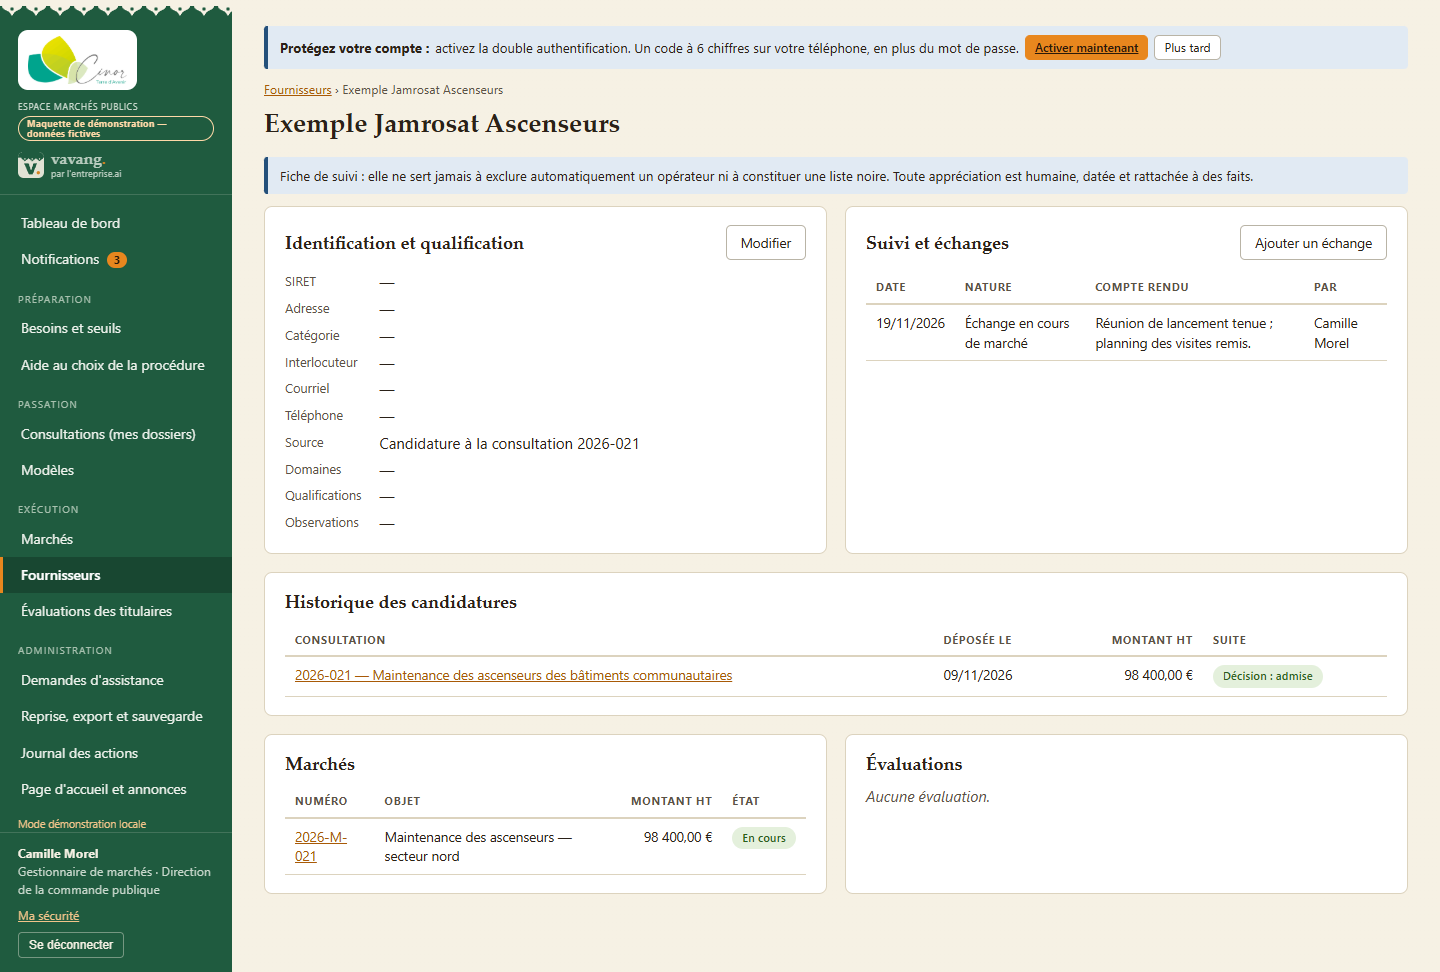 Cinor
Terre d'Avenir
ESPACE MARCHÉS PUBLICS
Maquette de démonstration —
données fictives
vavang.
par l'entreprise.ai
Tableau de bord
Notifications 3
PRÉPARATION
Besoins et seuils
Aide au choix de la procédure
PASSATION
Consultations (mes dossiers)
Modèles
EXÉCUTION
Marchés
Fournisseurs
Évaluations des titulaires
ADMINISTRATION
Demandes d'assistance
Reprise, export et sauvegarde
Journal des actions
Page d'accueil et annonces
Mode démonstration locale
Camille Morel
Gestionnaire de marchés · Direction
de la commande publique
Ma sécurité
Se déconnecter
Protégez votre compte : activez la double authentification. Un code à 6 chiffres sur votre téléphone, en plus du mot de passe. Activer maintenant Plus tard
Fournisseurs › Exemple Jamrosat Ascenseurs
Exemple Jamrosat Ascenseurs
Fiche de suivi : elle ne sert jamais à exclure automatiquement un opérateur ni à constituer une liste noire. Toute appréciation est humaine, datée et rattachée à des faits.
Identification et qualification Modifier
SIRET —
Adresse —
Catégorie —
Interlocuteur —
Courriel —
Téléphone —
Source Candidature à la consultation 2026-021
Domaines —
Qualifications —
Observations —
Suivi et échanges Ajouter un échange
DATE NATURE COMPTE RENDU PAR
19/11/2026 Échange en cours Réunion de lancement tenue ; Camille
de marché planning des visites remis. Morel
Historique des candidatures
CONSULTATION DÉPOSÉE LE MONTANT HT SUITE
2026-021 — Maintenance des ascenseurs des bâtiments communautaires 09/11/2026 98 400,00 € Décision : admise
Marchés
NUMÉRO OBJET MONTANT HT ÉTAT
2026-M- Maintenance des ascenseurs — 98 400,00 € En cours
021 secteur nord
Évaluations
Aucune évaluation.